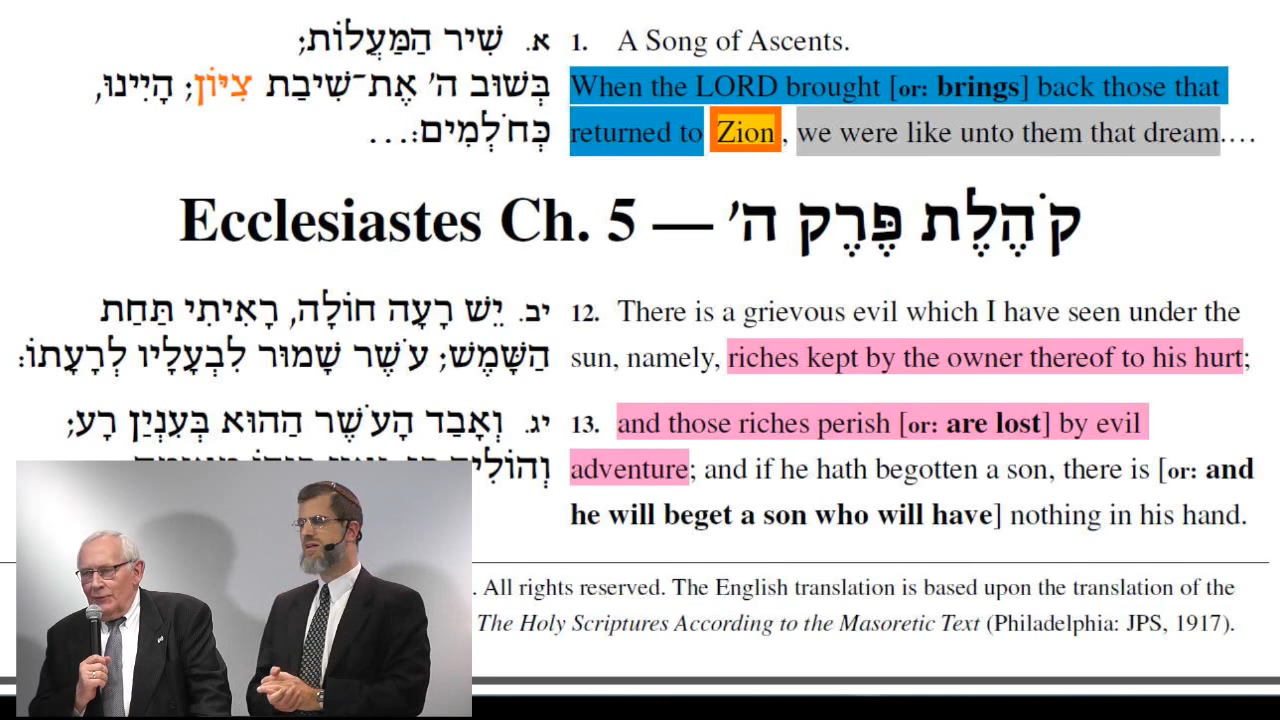 א. שִׁיר הַמַּעֲלוֹת;
בְּשׁוּב ה' אֶת־שִׁיבַת צִיּוֹן; הָיִינוּ,
כְּחֹלְמִים:...
1. A Song of Ascents.
When the LORD brought [or: brings] back those that
returned to Zion, we were like unto them that dream....
Ecclesiastes Ch. 5 — קֹהֶלֶת פֶּרֶק ה'
יב. יֵשׁ רָעָה חוֹלָה, רָאִיתִי תַּחַת
הַשָּׁמֶשׁ; עֹשֶׁר שָׁמוּר לִבְעָלָיו לְרָעָתוֹ:
12. There is a grievous evil which I have seen under the
sun, namely, riches kept by the owner thereof to his hurt;
יג. וְאָבַד הָעֹשֶׁר הַהוּא בְּעִנְיַן רָע;
13. and those riches perish [or: are lost] by evil
adventure; and if he hath begotten a son, there is [or: and
he will beget a son who will have] nothing in his hand.
. All rights reserved. The English translation is based upon the translation of the
The Holy Scriptures According to the Masoretic Text (Philadelphia: JPS, 1917).